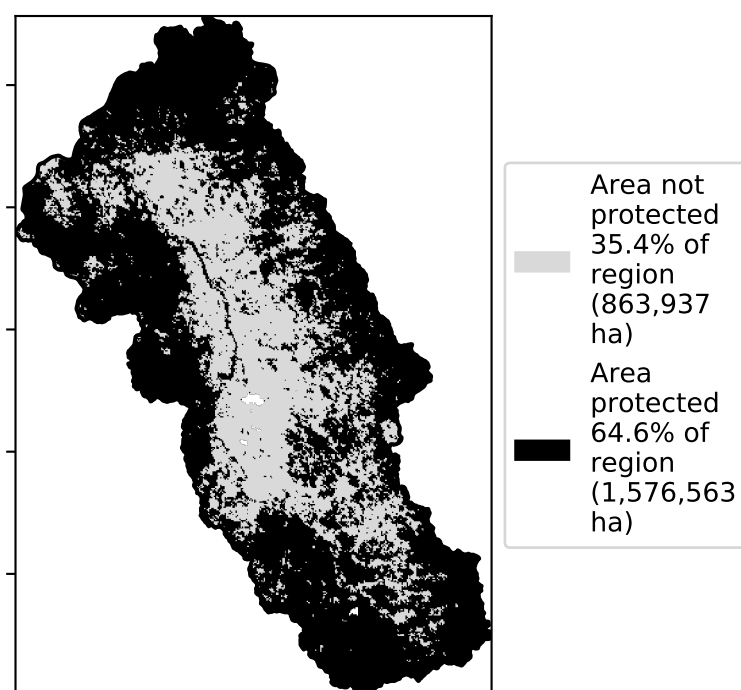 Area not
protected
35.4% of
region
(863,937
ha)
Area
protected
64.6% of
region
(1,576,563
ha)